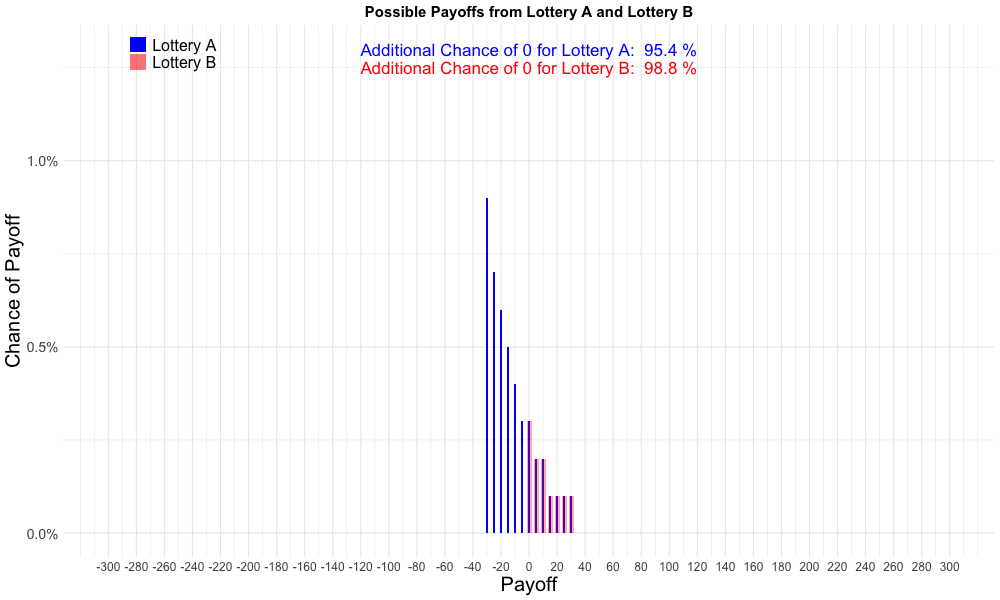 Possible Payoffs from Lottery A and Lottery B
Lottery A
Lottery B
Additional Chance of 0 for Lottery A:  95.4 %
Additional Chance of 0 for Lottery B:  98.8 %
Chance of Payoff
1.0%
0.5%
0.0%
-300 -280 -260 -240 -220 -200 -180 -160 -140 -120 -100 -80 -60 -40 -20 0 20 40 60 80 100 120 140 160 180 200 220 240 260 280 300
Payoff